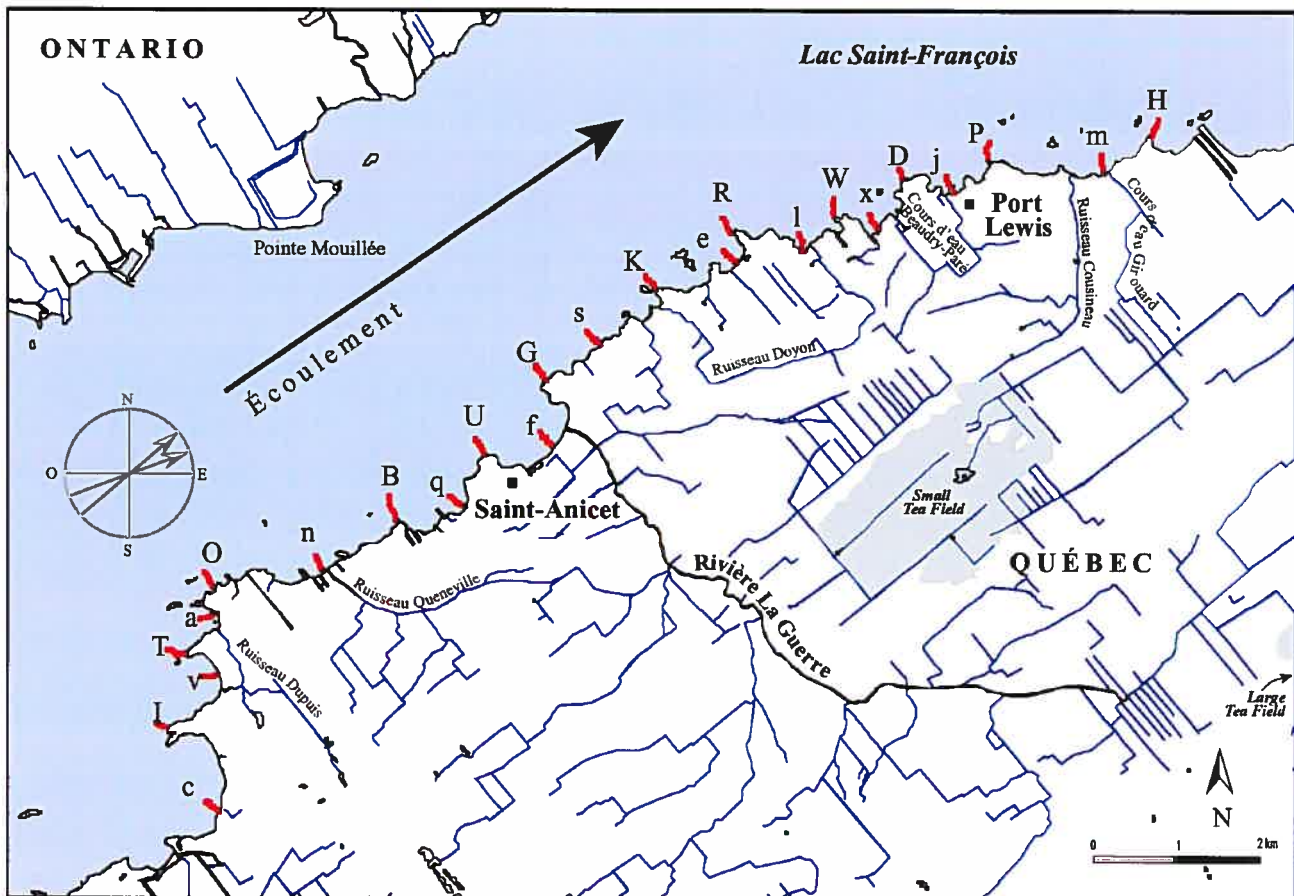 ONTARIO
Lac Saint-François
H
P
'm
D
j
W
x
R
l
Port
Lewis
Cours d'eau
Beaudry-Paré
Ruisseau Cousineau
Cours d'eau Girouard
Pointe Mouillée
e
K
s
Écoulement
G
Ruisseau Doyon
U
f
N
O
E
S
B
q
Saint-Anicet
Small
Tea Field
QUÉBEC
n
O
Ruisseau Queneville
Rivière La Guerre
a
T
v
Ruisseau Dupuis
I
Large
Tea Field
c
N
0 1 2 km